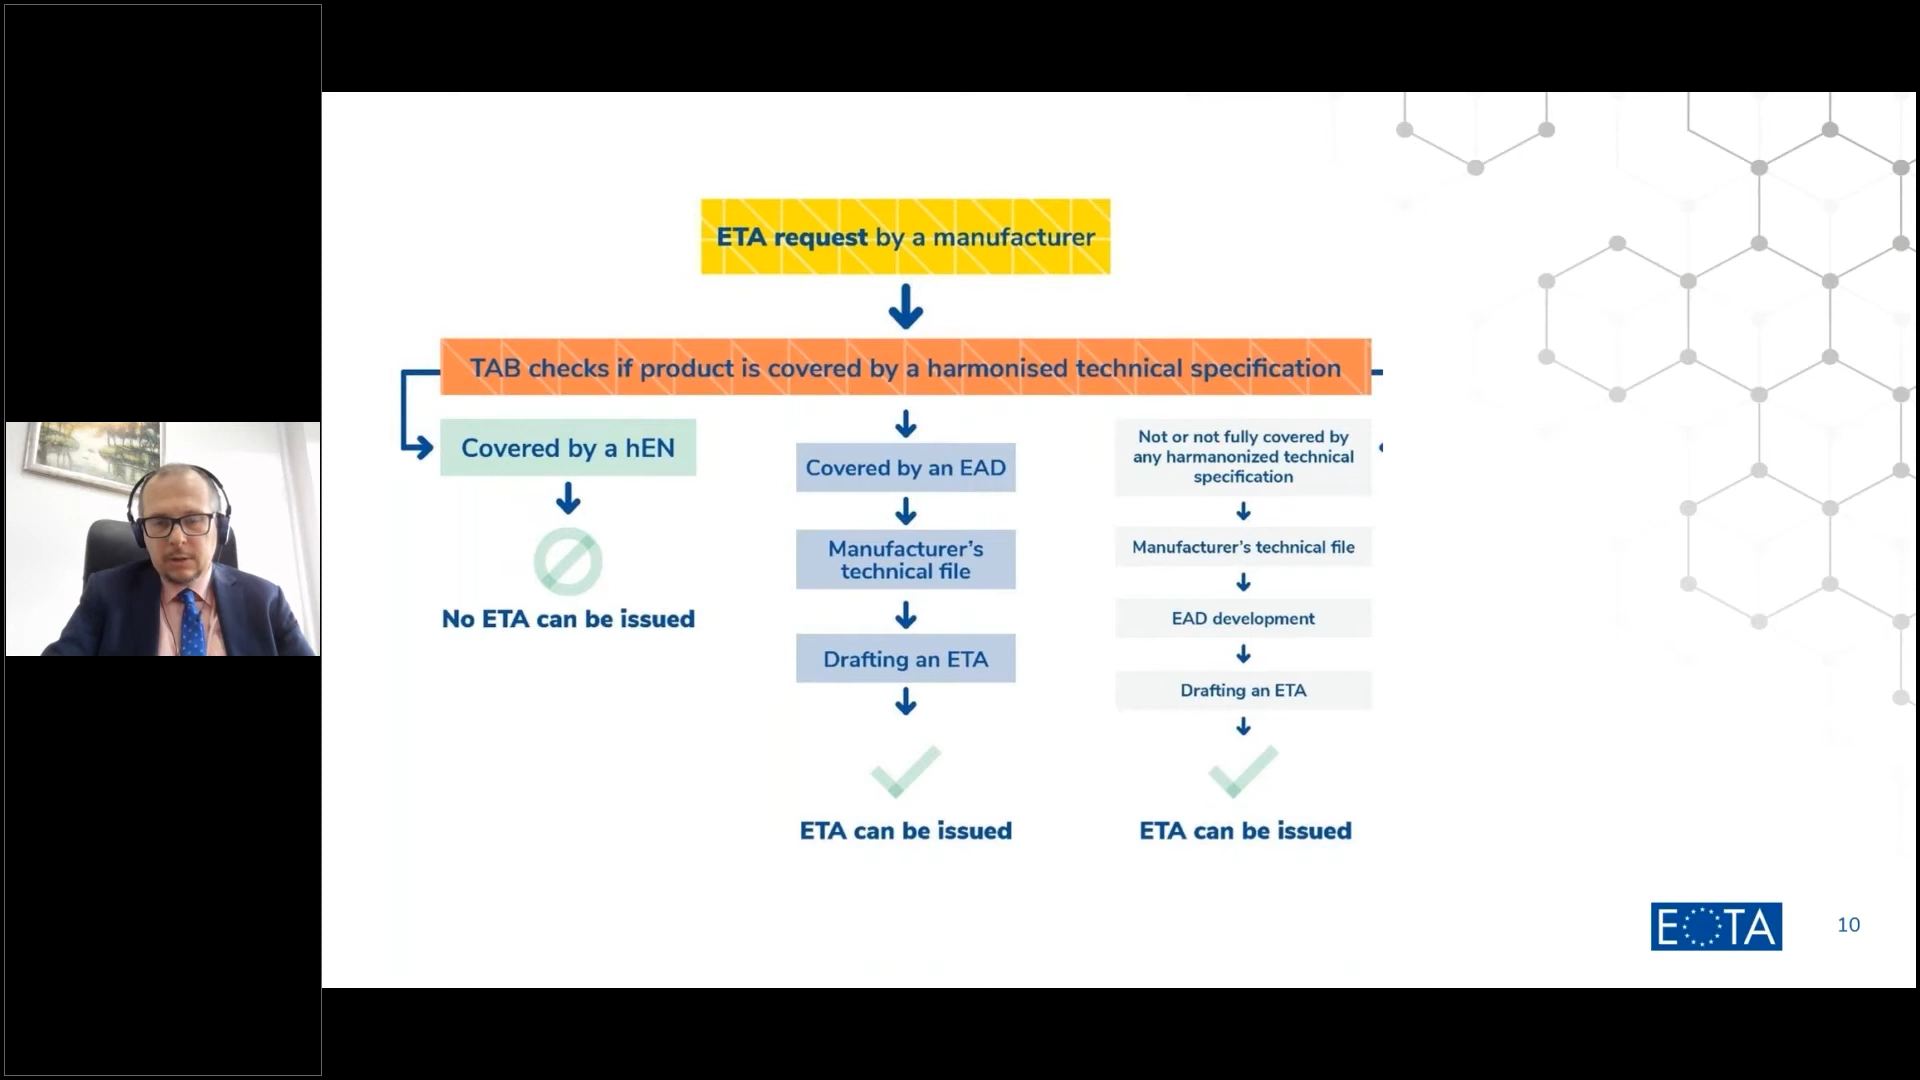 ETA request by a manufacturer
TAB checks if product is covered by a harmonised technical specification
Covered by a hEN
No ETA can be issued
Covered by an EAD
Manufacturer's
technical file
Drafting an ETA
ETA can be issued
Not or not fully covered by
any harmanonized technical
specification
Manufacturer's technical file
EAD development
Drafting an ETA
ETA can be issued
EOTA
10